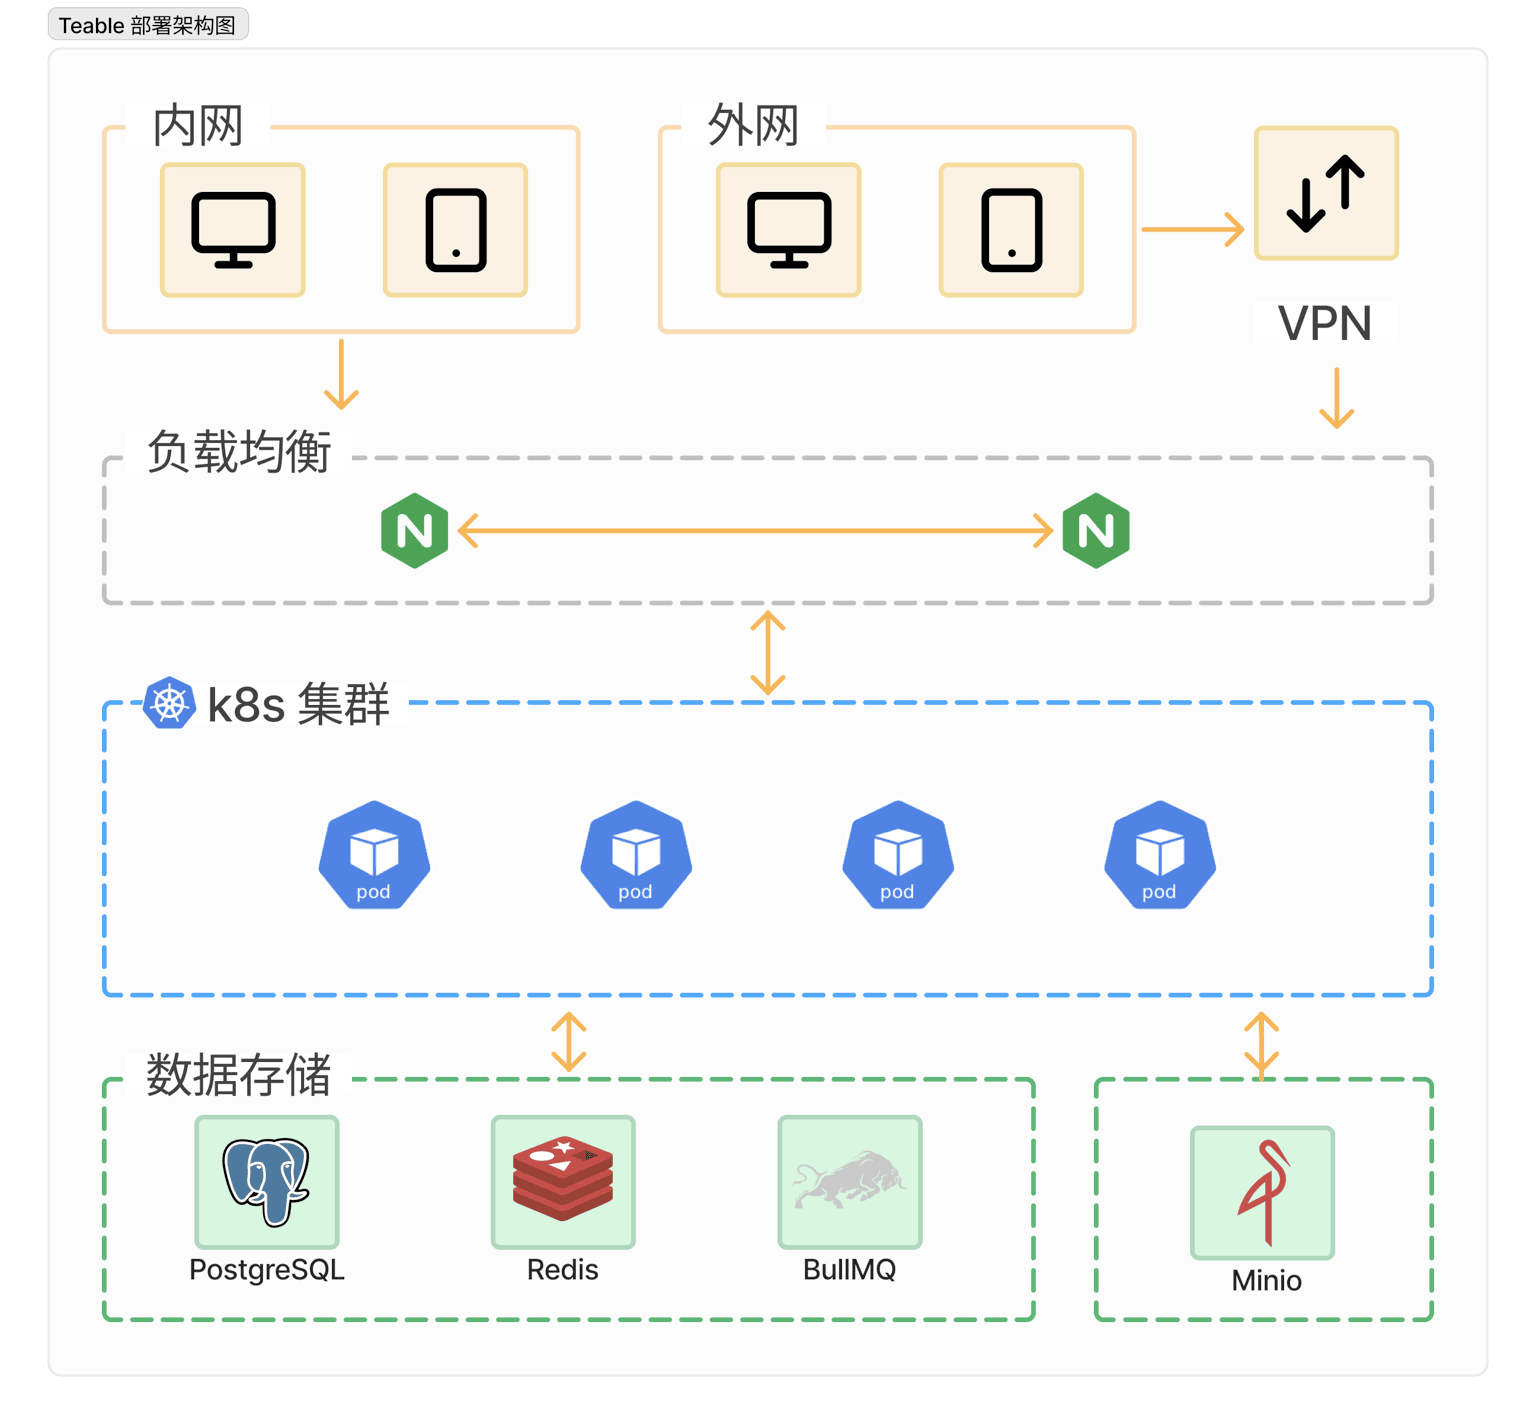 Teable 部署架构图
内网
外网
VPN
负载均衡
N
N
k8s 集群
pod
pod
pod
pod
数据存储
PostgreSQL
Redis
BullMQ
Minio